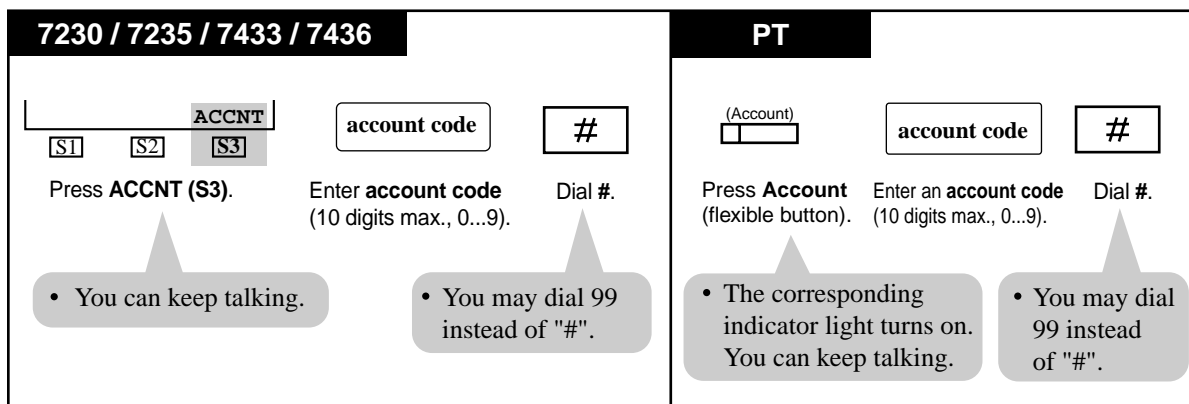 7230 / 7235 / 7433 / 7436
ACCNT
S1 S2 S3
account code
#
Press ACCNT (S3).
Enter account code
(10 digits max., 0...9).
Dial #.
• You can keep talking.
• You may dial 99
instead of "#".
PT
(Account)
account code
#
Press Account
(flexible button).
Enter an account code
(10 digits max., 0...9).
Dial #.
• The corresponding
indicator light turns on.
You can keep talking.
• You may dial
99 instead
of "#".